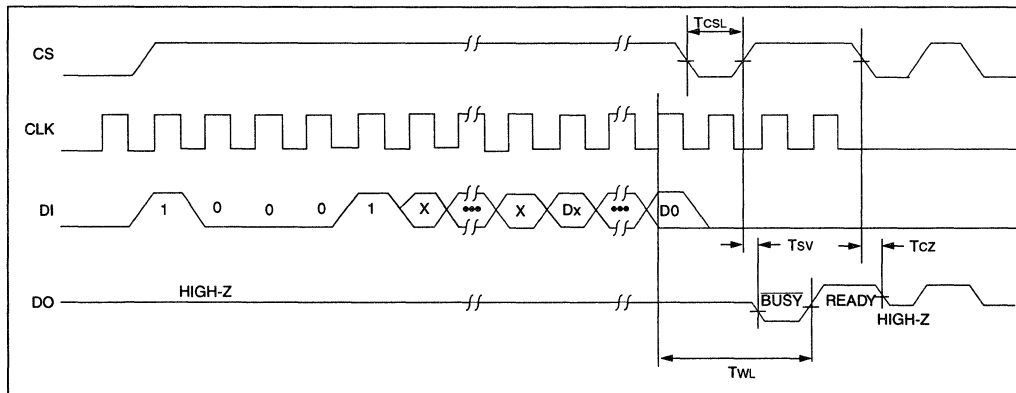 TCSL
CS
CLK
DI 1 0 0 0 1 X ••• X Dx ••• D0
TSV TCZ
DO HIGH-Z BUSY READY
HIGH-Z
TWL